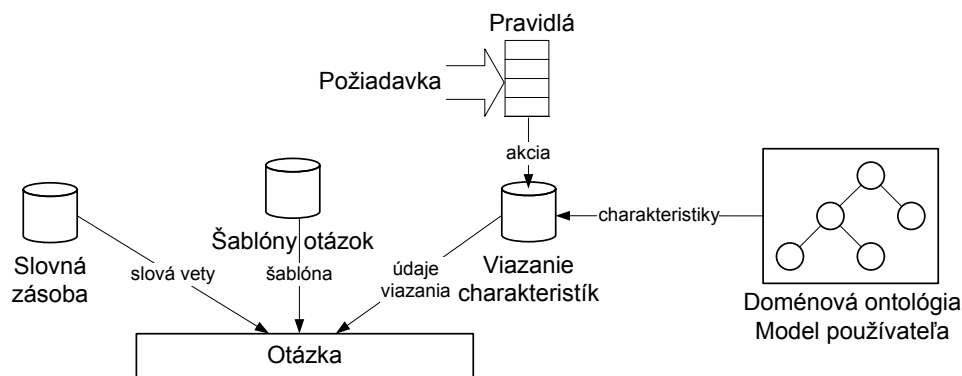 Pravidlá
Požiadavka
akcia
charakteristiky
Šablóny otázok
Slovná
zásoba
slová vety
šablóna
údaje
viazania
Viazanie
charakteristík
Doménová ontológia
Model používateľa
Otázka